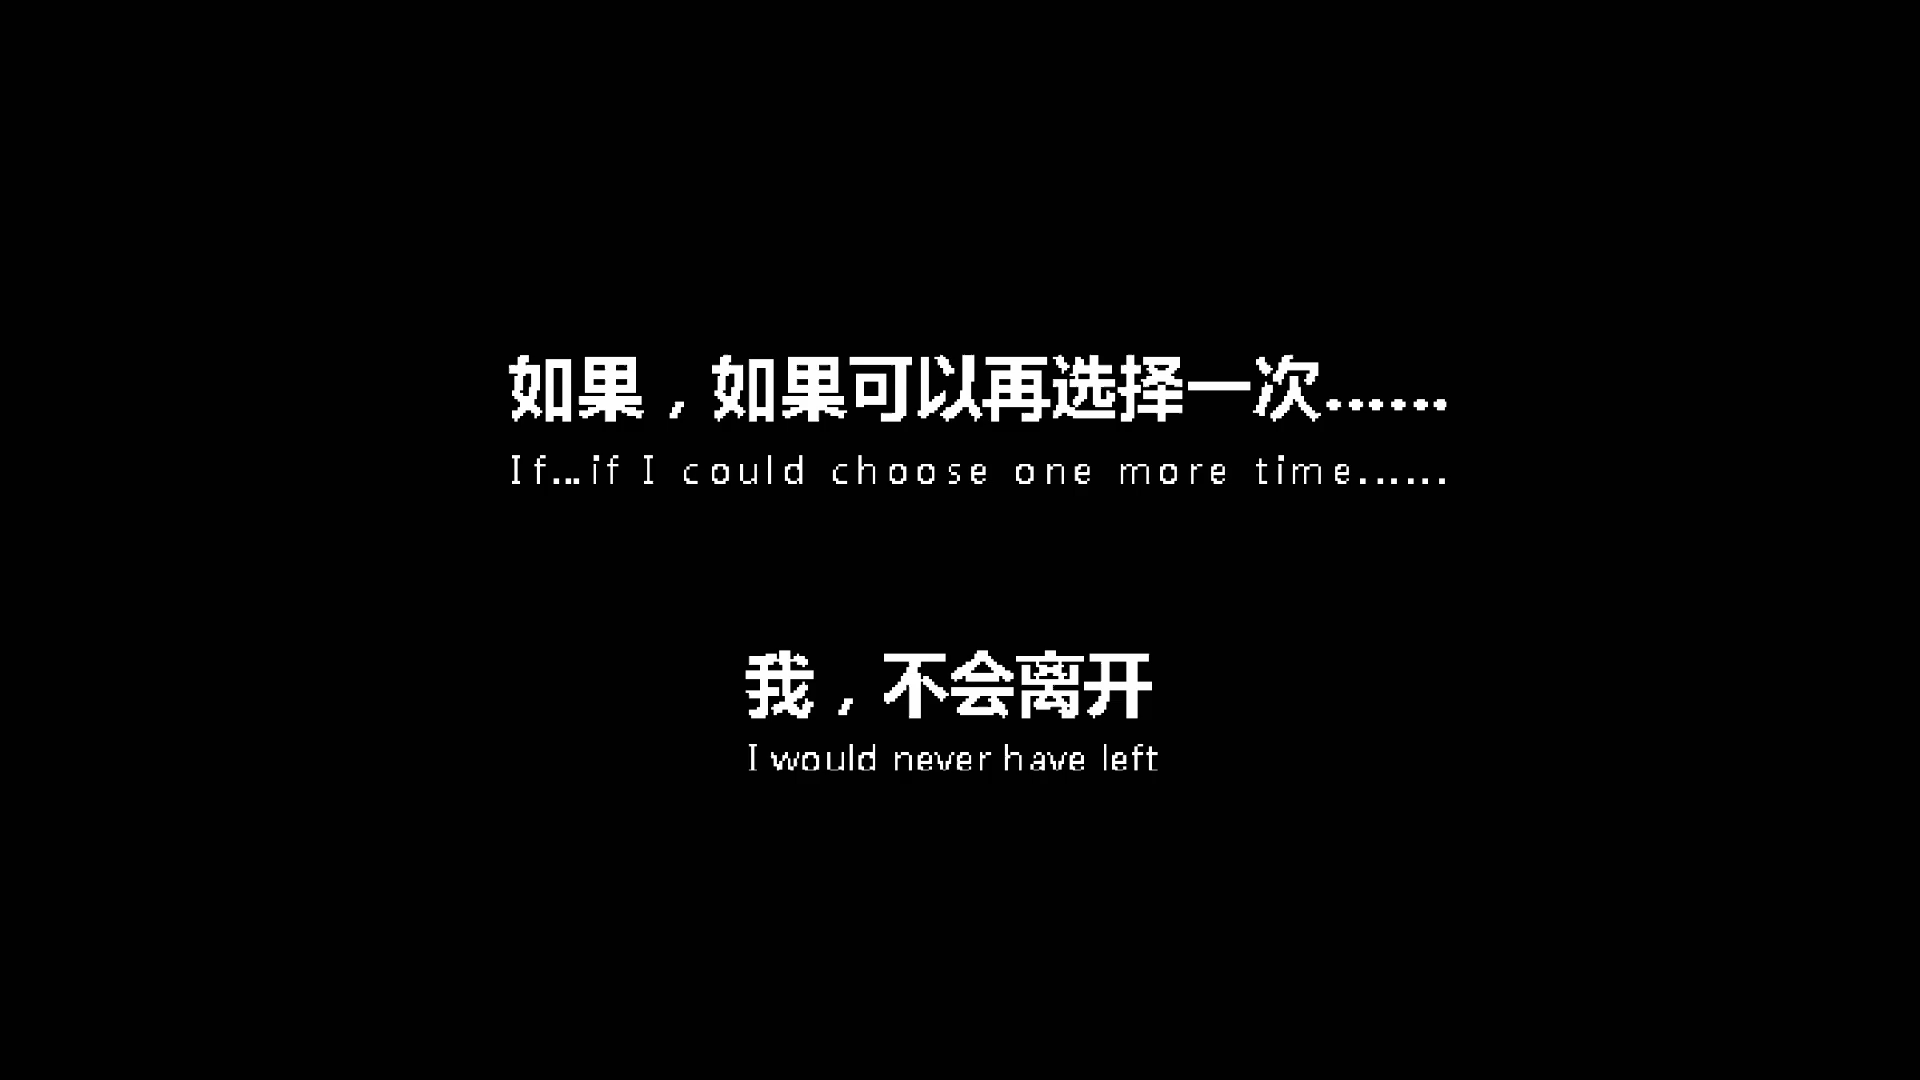 如果，如果可以再选择一次......
If...if I could choose one more time......
我，不会离开
I would never have left